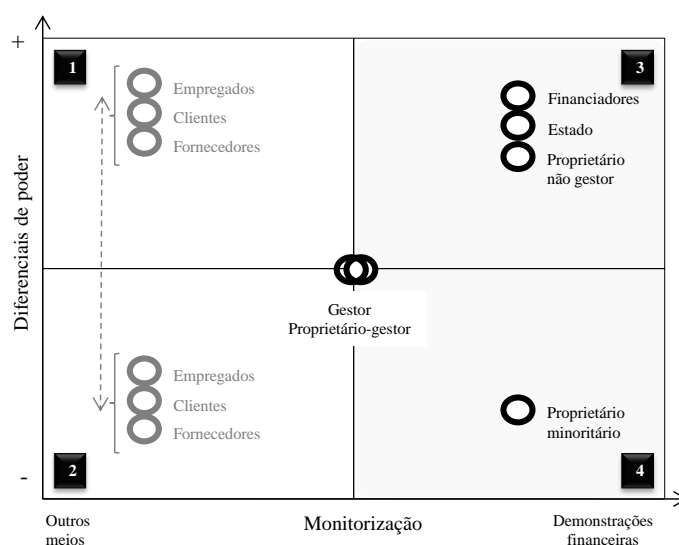 +
1
3
Empregados
Clientes
Fornecedores
Financiadores
Estado
Proprietário
não gestor
Diferenciais de poder
Gestor
Proprietário-gestor
Empregados
Clientes
Fornecedores
Proprietário
minoritário
-
2
4
Outros
meios
Monitorização
Demonstrações
financeiras